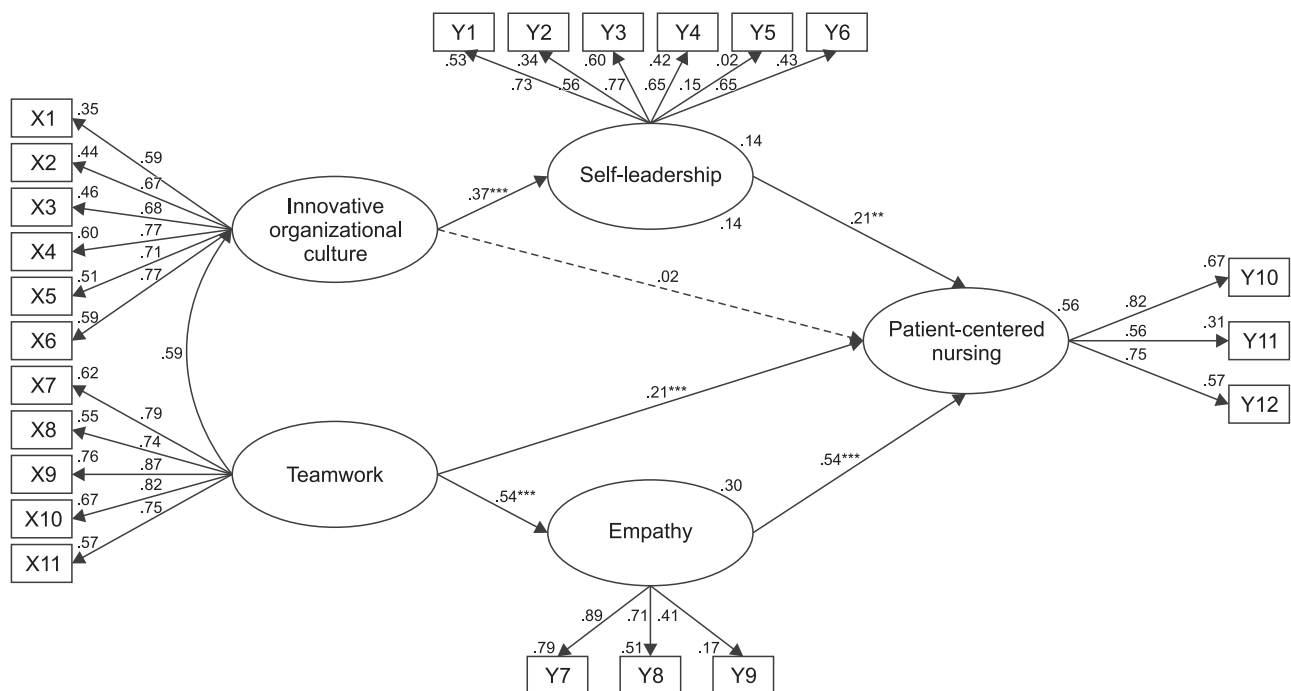 Y1 Y2 Y3 Y4 Y5 Y6
.53 .34 .60 .42 .02 .43
.73 .56 .77 .65 .15 .65
X1 .35
.59
X2 .44
.67
X3 .46
.68
X4 .60
.77
X5 .51
.71
X6 .59
.77
Innovative
organizational
culture
.37***
Self-leadership
.14
.14
.21**
.02
.59
X7 .62
.79
X8 .55
.74
X9 .76
.87
X10 .67
.82
X11 .57
.75
Teamwork
.21***
.54***
Empathy
.30
.54***
Patient-centered
nursing
.56
.82 .67 Y10
.56 .31 Y11
.75 .57 Y12
.89 .71 .41
.79 .51 .17
Y7 Y8 Y9